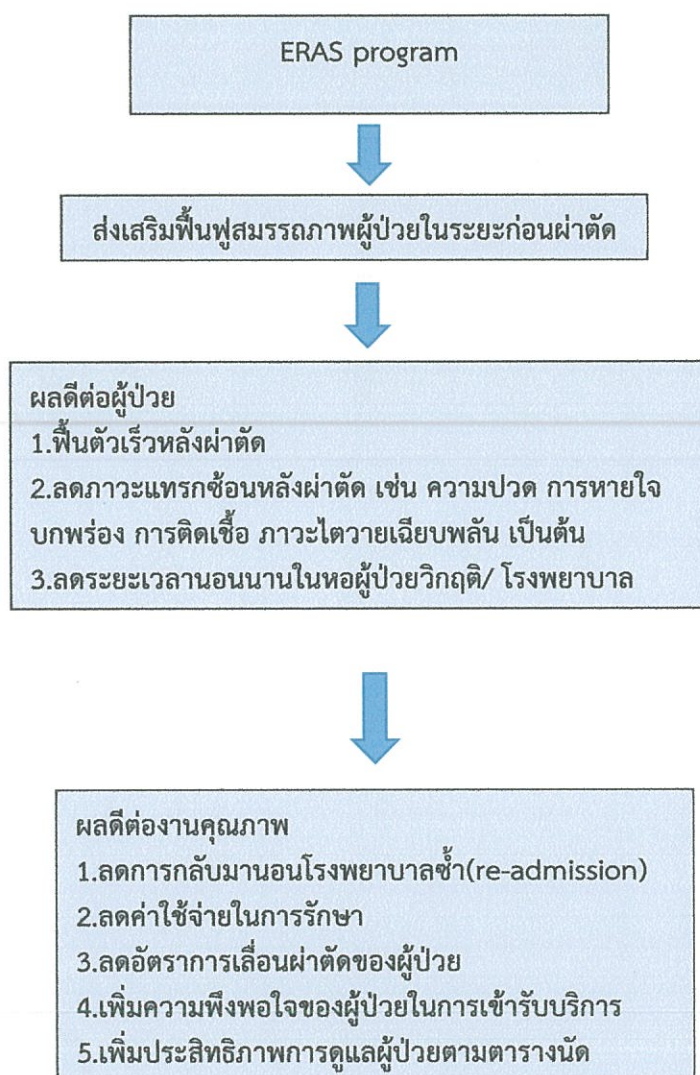 ERAS program
ส่งเสริมฟื้นฟูสมรรถภาพผู้ป่วยในระยะก่อนผ่าตัด
ผลดีต่อผู้ป่วย
1.ฟื้นตัวเร็วหลังผ่าตัด
2.ลดภาวะแทรกซ้อนหลังผ่าตัด เช่น ความปวด การหายใจ
บกพร่อง การติดเชื้อ ภาวะไตวายเฉียบพลัน เป็นต้น
3.ลดระยะเวลานอนนานในหอผู้ป่วยวิกฤติ/ โรงพยาบาล
ผลดีต่องานคุณภาพ
1.ลดการกลับมานอนโรงพยาบาลซ้ำ(re-admission)
2.ลดค่าใช้จ่ายในการรักษา
3.ลดอัตราการเลื่อนผ่าตัดของผู้ป่วย
4.เพิ่มความพึงพอใจของผู้ป่วยในการเข้ารับบริการ
5.เพิ่มประสิทธิภาพการดูแลผู้ป่วยตามตารางนัด